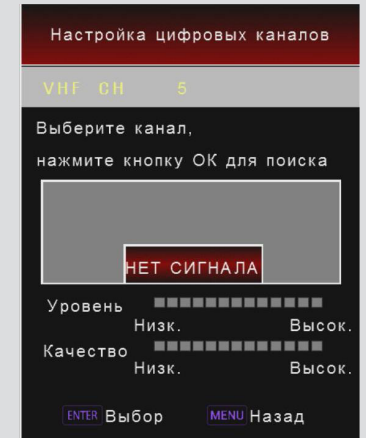 Настройка цифровых каналов
VHF CH 5
Выберите канал,
нажмите кнопку ОК для поиска
НЕТ СИГНАЛА
Уровень
Низк. Высок.
Качество
Низк. Высок.
ENTER Выбор MENU Назад